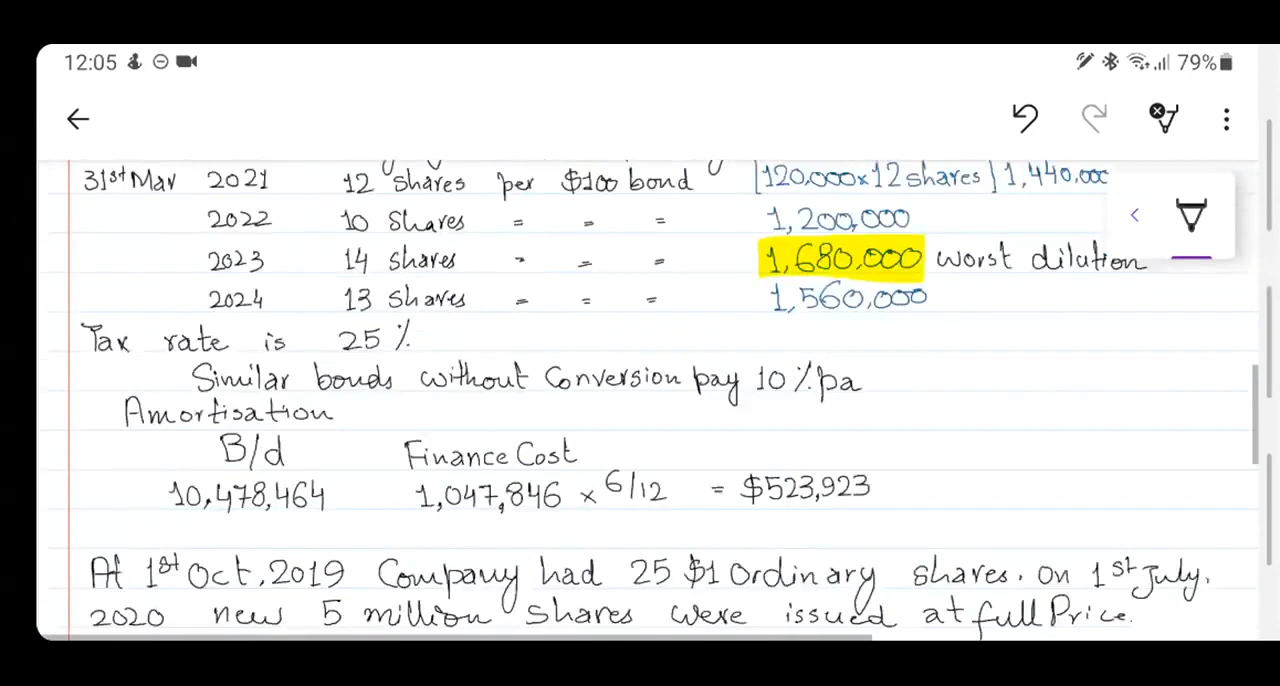 12:05 79%
31st Mar 2021 12 shares per $100 bond [120,000x12 shares] 1,440,000
2022 10 Shares = = = 1,200,000
2023 14 shares = = = 1,680,000 worst dilution
2024 13 shares = = = 1,560,000
Tax rate is 25%
Similar bonds without Conversion pay 10% pa
Amortisation
B/d Finance Cost
10,478,464 1,047,846 x 6/12 = $523,923
At 1st Oct, 2019 Company had 25 $1 Ordinary shares. On 1st July,
2020 new 5 million shares were issued at full Price.